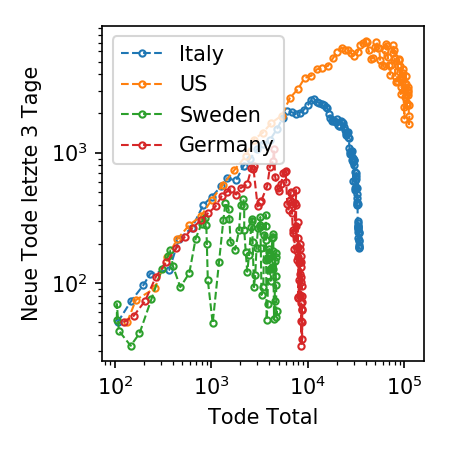 Italy
US
Sweden
Germany
Neue Tode letzte 3 Tage
10³
10²
10² 10³ 10⁴ 10⁵
Tode Total